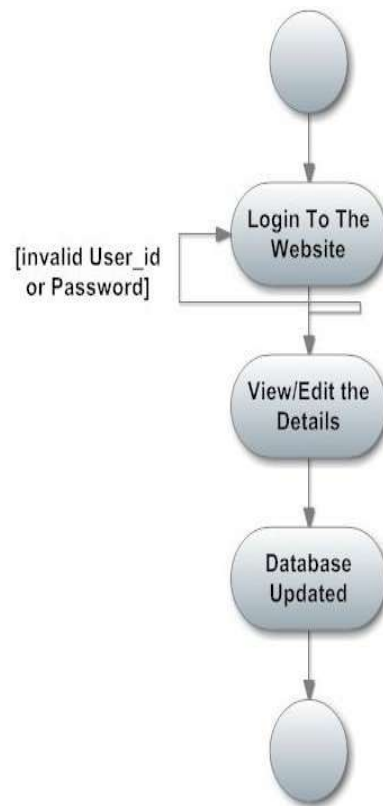 Login To The
Website
[invalid User_id
or Password]
View/Edit the
Details
Database
Updated